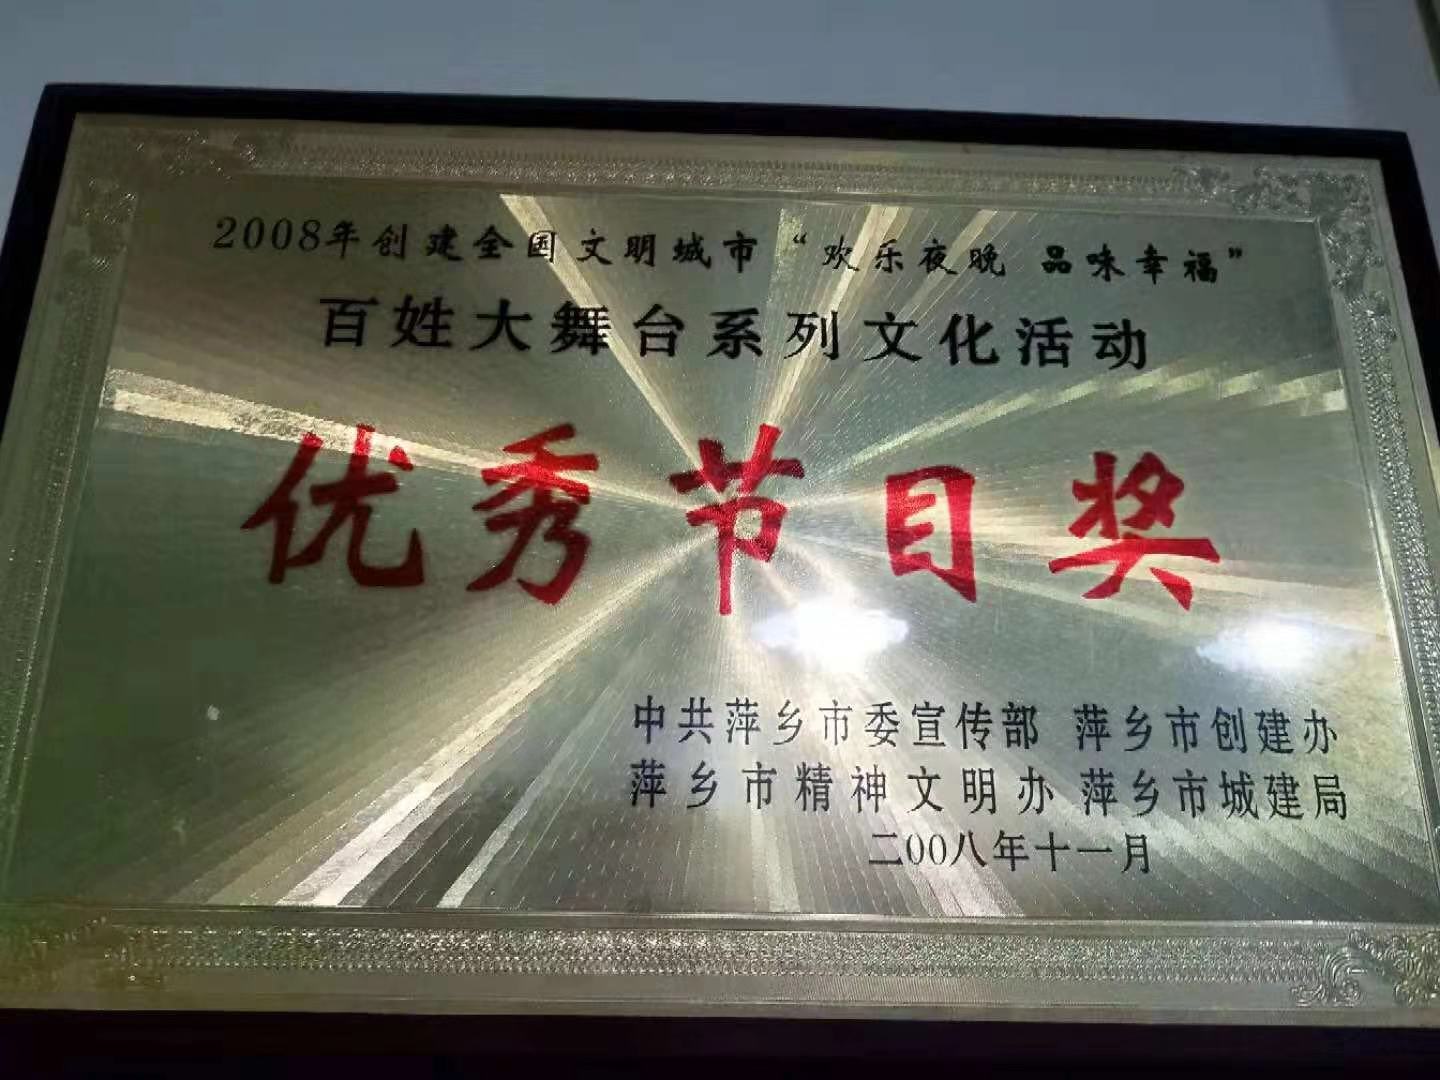 2008年创建全国文明城市“欢乐夜晚 品味幸福”
百姓大舞台系列文化活动
优秀节目奖
中共萍乡市委宣传部 萍乡市创建办
萍乡市精神文明办 萍乡市城建局
二00八年十一月